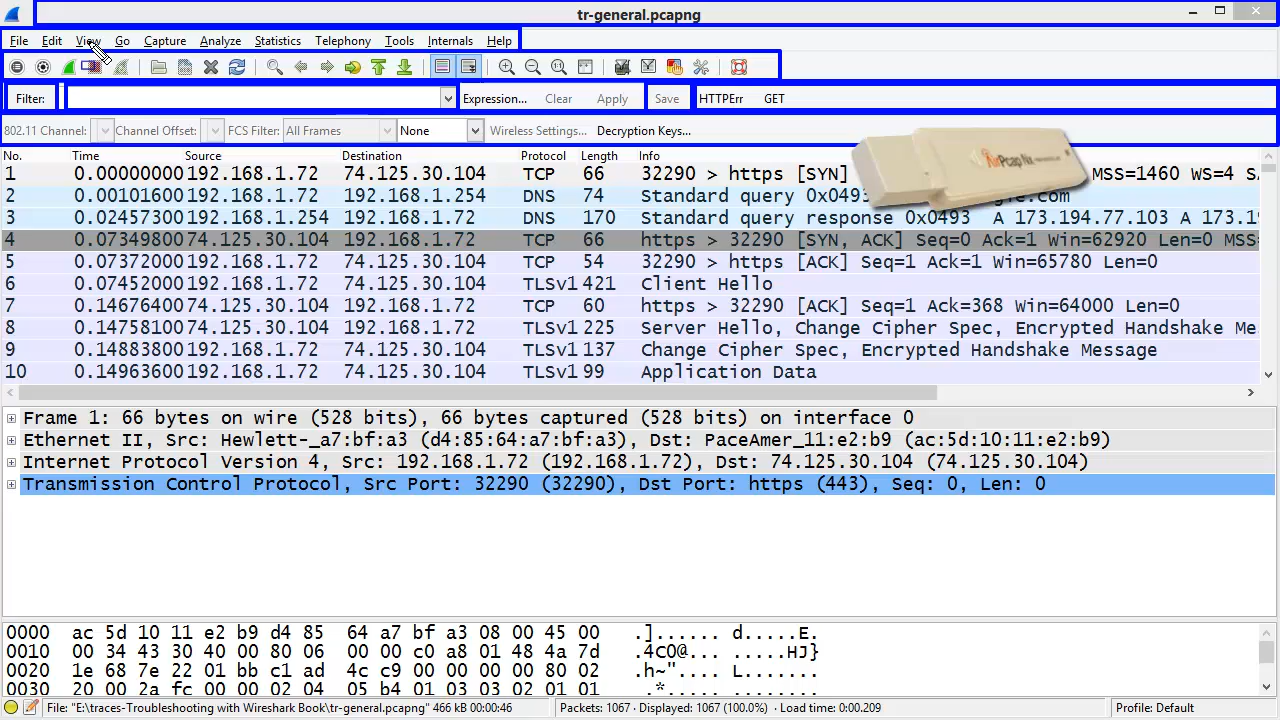 tr-general.pcapng
File Edit View Go Capture Analyze Statistics Telephony Tools Internals Help
Filter: Expression... Clear Apply Save HTTPErr GET
802.11 Channel: Channel Offset: FCS Filter: All Frames None Wireless Settings... Decryption Keys...
No. Time Source Destination Protocol Length Info
1 0.00000000 192.168.1.72 74.125.30.104 TCP 66 32290 > https [SYN] MSS=1460 WS=4
2 0.00101600 192.168.1.72 192.168.1.254 DNS 74 Standard query
3 0.02457300 192.168.1.254 192.168.1.72 DNS 170 Standard query response 0x0493 A 173.194.77.103 A
4 0.07349800 74.125.30.104 192.168.1.72 TCP 66 https > 32290 [SYN, ACK] Seq=0 Ack=1 Win=62920 Len=0 MSS=
5 0.07372000 192.168.1.72 74.125.30.104 TCP 54 32290 > https [ACK] Seq=1 Ack=1 Win=65780 Len=0
6 0.07452000 192.168.1.72 74.125.30.104 TLSv1 421 Client Hello
7 0.14676400 74.125.30.104 192.168.1.72 TCP 60 https > 32290 [ACK] Seq=1 Ack=368 Win=64000 Len=0
8 0.14758100 74.125.30.104 192.168.1.72 TLSv1 225 Server Hello, Change Cipher Spec, Encrypted Handshake Me
9 0.14883800 192.168.1.72 74.125.30.104 TLSv1 137 Change Cipher Spec, Encrypted Handshake Message
10 0.14963600 192.168.1.72 74.125.30.104 TLSv1 99 Application Data
Frame 1: 66 bytes on wire (528 bits), 66 bytes captured (528 bits) on interface 0
Ethernet II, Src: Hewlett-_a7:bf:a3 (d4:85:64:a7:bf:a3), Dst: PaceAmer_11:e2:b9 (ac:5d:10:11:e2:b9)
Internet Protocol Version 4, Src: 192.168.1.72 (192.168.1.72), Dst: 74.125.30.104 (74.125.30.104)
Transmission Control Protocol, Src Port: 32290 (32290), Dst Port: https (443), Seq: 0, Len: 0
0000 ac 5d 10 11 e2 b9 d4 85 64 a7 bf a3 08 00 45 00 .]...... d.....E.
0010 00 34 43 30 40 00 80 06 00 00 c0 a8 01 48 4a 7d .4C0@... .....HJ}
0020 1e 68 7e 22 01 bb c1 ad 4c c9 00 00 00 00 80 02 .h~".... L.......
0030 20 00 2a fc 00 00 02 04 05 b4 01 03 03 02 01 01 .*..... ........
File: "E:\traces-Troubleshooting with Wireshark Book\tr-general.pcapng" 466 kB 00:00:46 Packets: 1067 · Displayed: 1067 (100.0%) · Load time: 0:00.209 Profile: Default